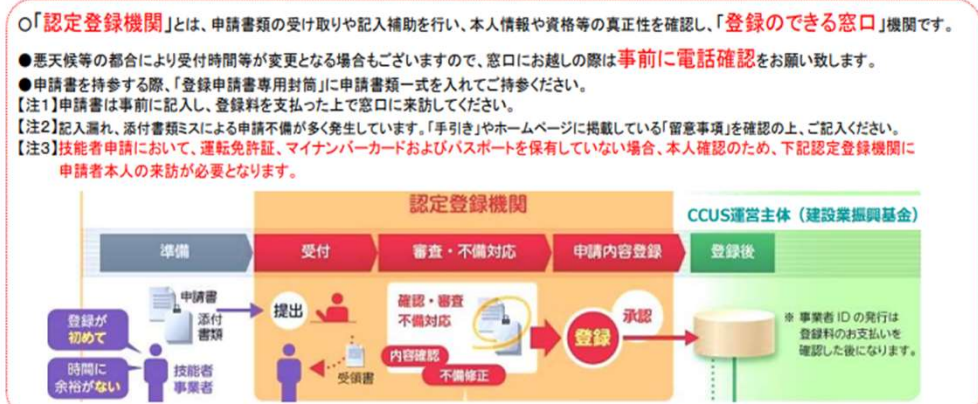 ○「認定登録機関」とは、申請書類の受け取りや記入補助を行い、本人情報や資格等の真正性を確認し、「登録のできる窓口」機関です。
●悪天候等の都合により受付時間等が変更となる場合もございますので、窓口にお越しの際は事前に電話確認をお願い致します。
●申請書を持参する際、「登録申請書専用封筒」に申請書類一式を入れてご持参ください。
【注1】申請書は事前に記入し、登録料を支払った上で窓口に来訪してください。
【注2】記入漏れ、添付書類ミスによる申請不備が多く発生しています。「手引き」やホームページに掲載している「留意事項」を確認の上、ご記入ください。
【注3】技能者申請において、運転免許証、マイナンバーカードおよびパスポートを保有していない場合、本人確認のため、下記認定登録機関に
申請者本人の来訪が必要となります。
認定登録機関
CCUS運営主体（建設業振興基金）
準備
受付
審査・不備対応
申請内容登録
登録後
登録が
初めて
時間に
余裕がない
申請書
添付
書類
技能者
事業者
提出
受領書
確認・審査
不備対応
内容確認
不備修正
登録
承認
※ 事業者 ID の発行は
登録料のお支払いを
確認した後になります。